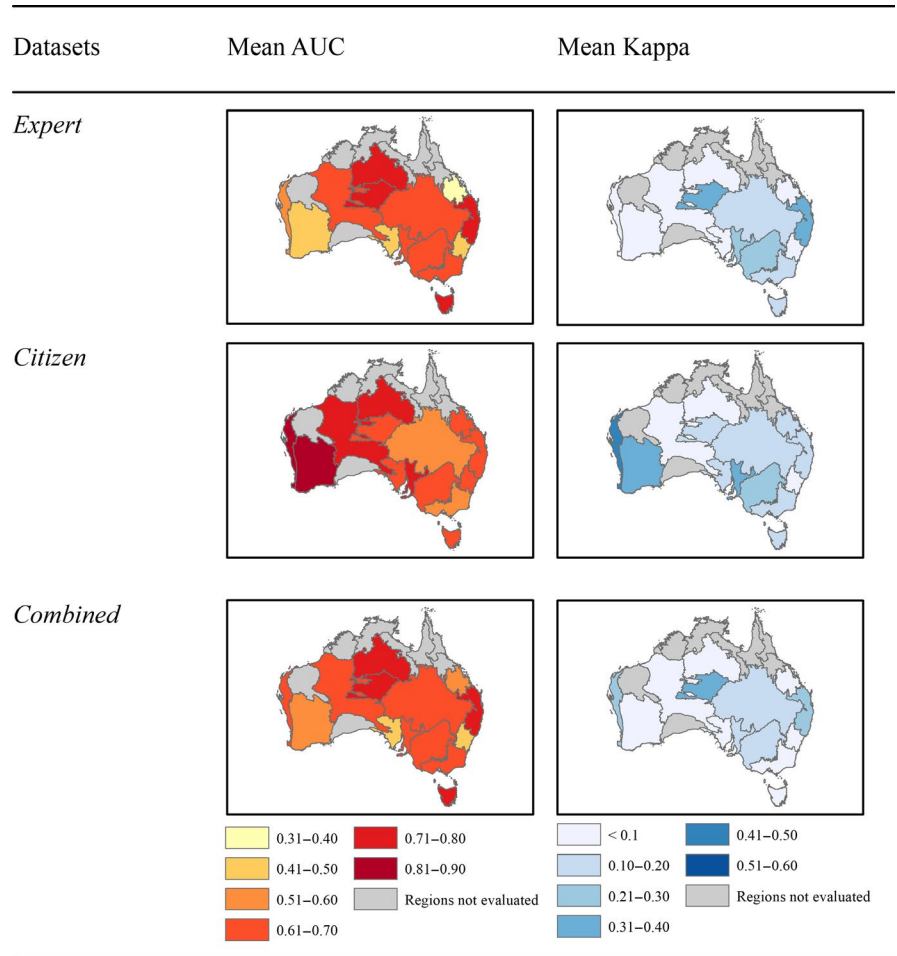 Datasets Mean AUC Mean Kappa
Expert
Citizen
Combined
0.31–0.40 0.71–0.80
0.41–0.50 0.81–0.90
0.51–0.60 Regions not evaluated
0.61–0.70
< 0.1 0.41–0.50
0.10–0.20 0.51–0.60
0.21–0.30 Regions not evaluated
0.31–0.40